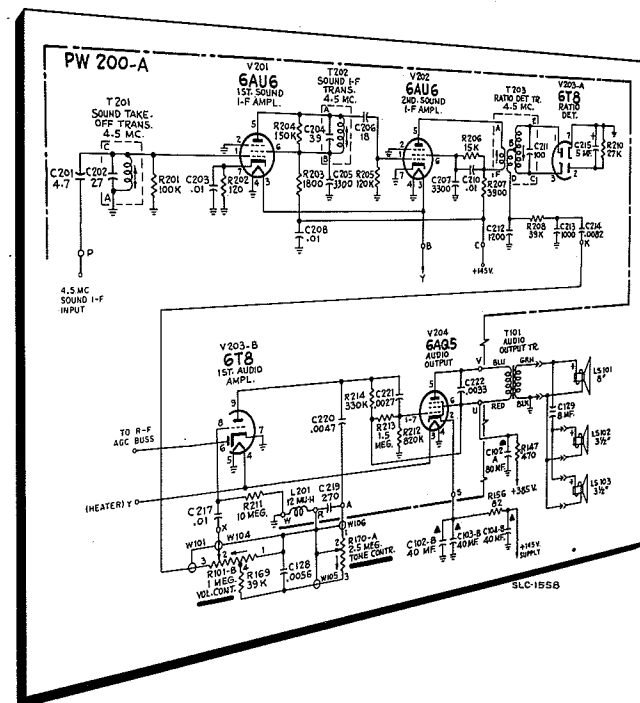 PW 200-A
V201
6AU6
1ST. SOUND
I-F AMPL.
T202
SOUND I-F
TRANS.
4.5 MC.
V202
6AU6
2ND. SOUND
I-F AMPL.
T203
RATIO DET TR.
4.5 MC.
V203-A
6T8
RATIO
DET.
T201
SOUND TAKE-
OFF TRANS.
4.5 MC.
C201
4.7
C202
27
R201
100K
C203
.01
R202
120
R204
150K
C204
39
C206
18
R203
1800
C205
3300
R205
120K
C208
.01
C207
3300
R206
15K
C210
.01
R207
3900
C211
100
C215
5 MF.
R210
27K
C212
1200
R208
39K
C213
1000
C214
.0082
K
P
4.5 MC
SOUND I-F
INPUT
B
Y
C
+145V.
V203-B
6T8
1ST. AUDIO
AMPL.
V204
6AQ5
AUDIO
OUTPUT
T101
AUDIO
OUTPUT TR.
V
BLU
GRN
RED
BLK
U
LS101
8"
C129
8 MF.
LS102
3½"
LS103
3½"
R214
330K
C221
.0027
C222
.0033
C220
.0047
R213
1.5
MEG.
R212
820K
1-7
TO R-F
AGC BUSS
(HEATER) Y
R211
10 MEG.
C217
.01
X
L201
12 MU-H
C219
270
A
W
R
W101
W104
W106
R101-B
1 MEG.
VOL.CONT.
R169
39K
C128
.0056
W105
R170-A
2.5 MEG.
TONE CONTR.
S
C102-A
80 MF.
R147
470
+385V.
R156
82
C102-B
40 MF.
C103-B
40MF.
C104-B
40MF.
+145V.
SUPPLY
SLC-1558